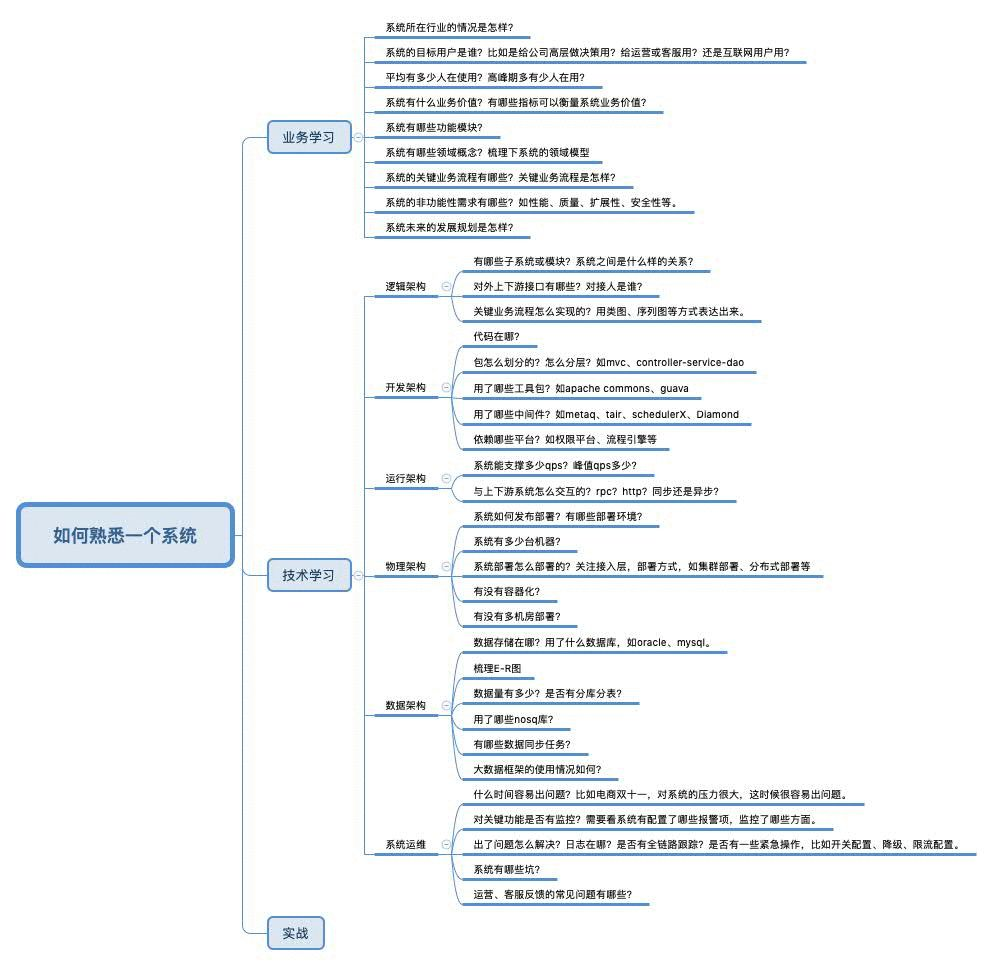 如何熟悉一个系统
业务学习
系统所在行业的情况是怎样？
系统的目标用户是谁？比如是给公司高层做决策用？给运营或客服用？还是互联网用户用？
平均有多少人在使用？高峰期多有少人在用？
系统有什么业务价值？有哪些指标可以衡量系统业务价值？
系统有哪些功能模块？
系统有哪些领域概念？梳理下系统的领域模型
系统的关键业务流程有哪些？关键业务流程是怎样？
系统的非功能性需求有哪些？如性能、质量、扩展性、安全性等。
系统未来的发展规划是怎样？
技术学习
逻辑架构
有哪些子系统或模块？系统之间是什么样的关系？
对外上下游接口有哪些？对接人是谁？
关键业务流程怎么实现的？用类图、序列图等方式表达出来。
开发架构
代码在哪？
包怎么划分的？怎么分层？如mvc、controller-service-dao
用了哪些工具包？如apache commons、guava
用了哪些中间件？如metaq、tair、schedulerX、Diamond
依赖哪些平台？如权限平台、流程引擎等
运行架构
系统能支撑多少qps？峰值qps多少？
与上下游系统怎么交互的？rpc？http？同步还是异步？
物理架构
系统如何发布部署？有哪些部署环境？
系统有多少台机器？
系统部署怎么部署的？关注接入层，部署方式，如集群部署、分布式部署等
有没有容器化？
有没有多机房部署？
数据架构
数据存储在哪？用了什么数据库，如oracle、mysql。
梳理E-R图
数据量有多少？是否有分库分表？
用了哪些nosq库？
有哪些数据同步任务？
大数据框架的使用情况如何？
系统运维
什么时间容易出问题？比如电商双十一，对系统的压力很大，这时候很容易出问题。
对关键功能是否有监控？需要看系统有配置了哪些报警项，监控了哪些方面。
出了问题怎么解决？日志在哪？是否有全链路跟踪？是否有一些紧急操作，比如开关配置、降级、限流配置。
系统有哪些坑？
运营、客服反馈的常见问题有哪些？
实战